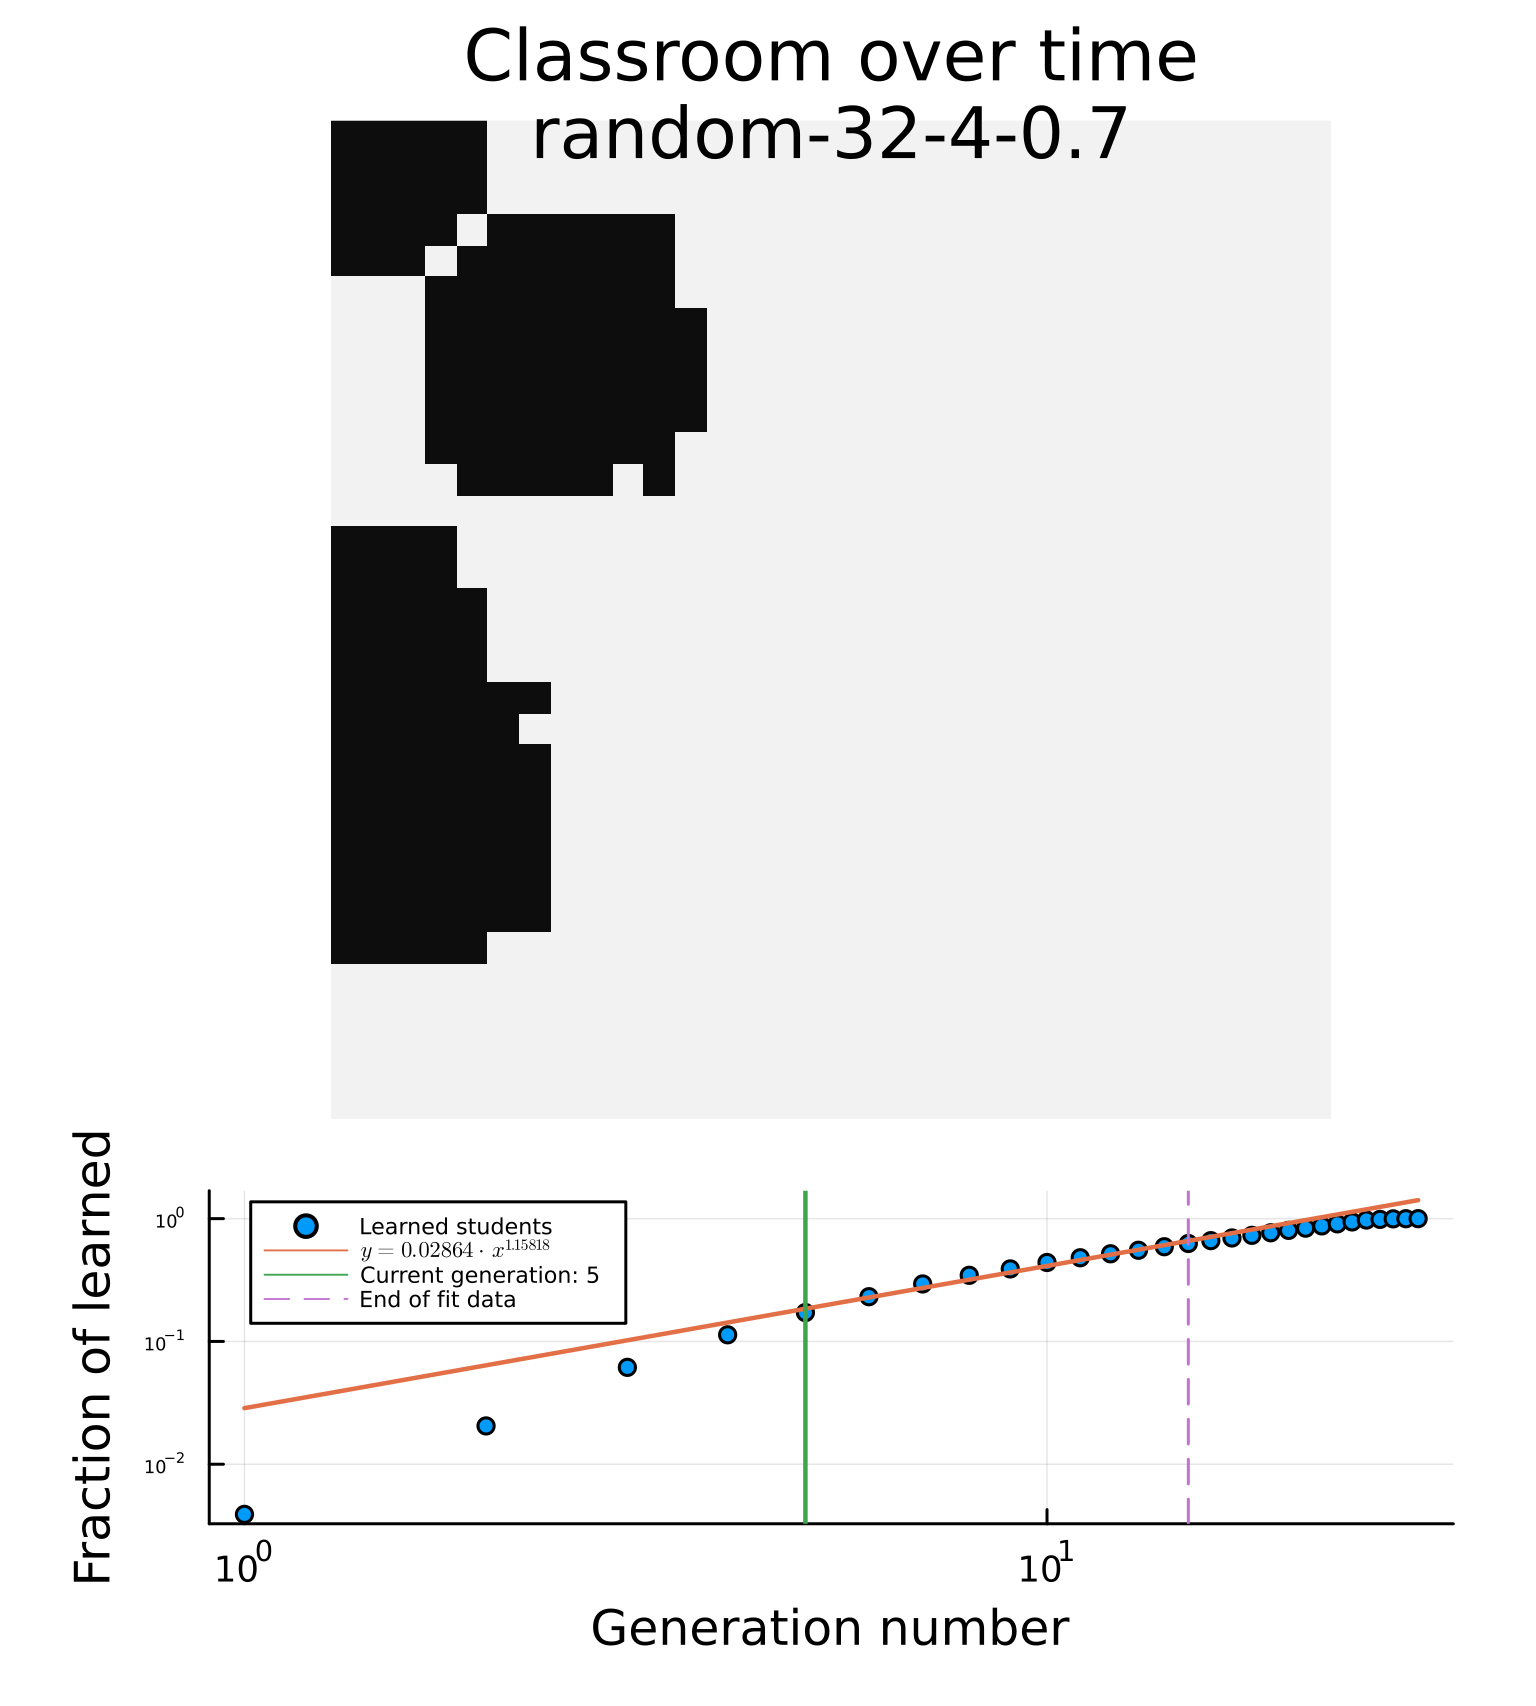 Classroom over time
random-32-4-0.7
Fraction of learned
10^0
10^-1
10^-2
Learned students
y = 0.02864 · x^1.15818
Current generation: 5
End of fit data
10^0
10^1
Generation number